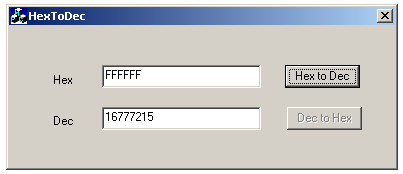 HexToDec
Hex FFFFFF Hex to Dec
Dec 16777215 Dec to Hex